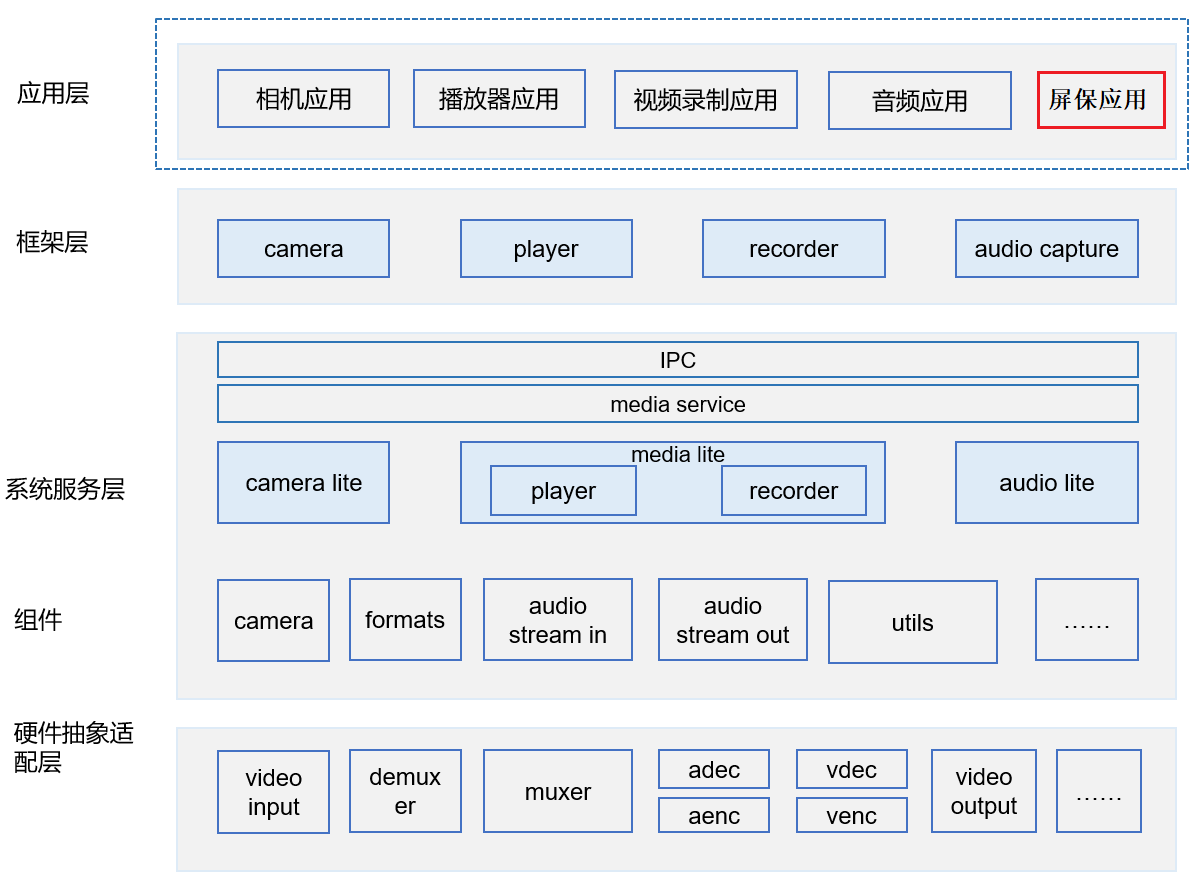 应用层
相机应用
播放器应用
视频录制应用
音频应用
屏保应用
框架层
camera
player
recorder
audio capture
IPC
media service
系统服务层
camera lite
media lite
player
recorder
audio lite
组件
camera
formats
audio
stream in
audio
stream out
utils
……
硬件抽象适
配层
video
input
demux
er
muxer
adec
aenc
vdec
venc
video
output
……